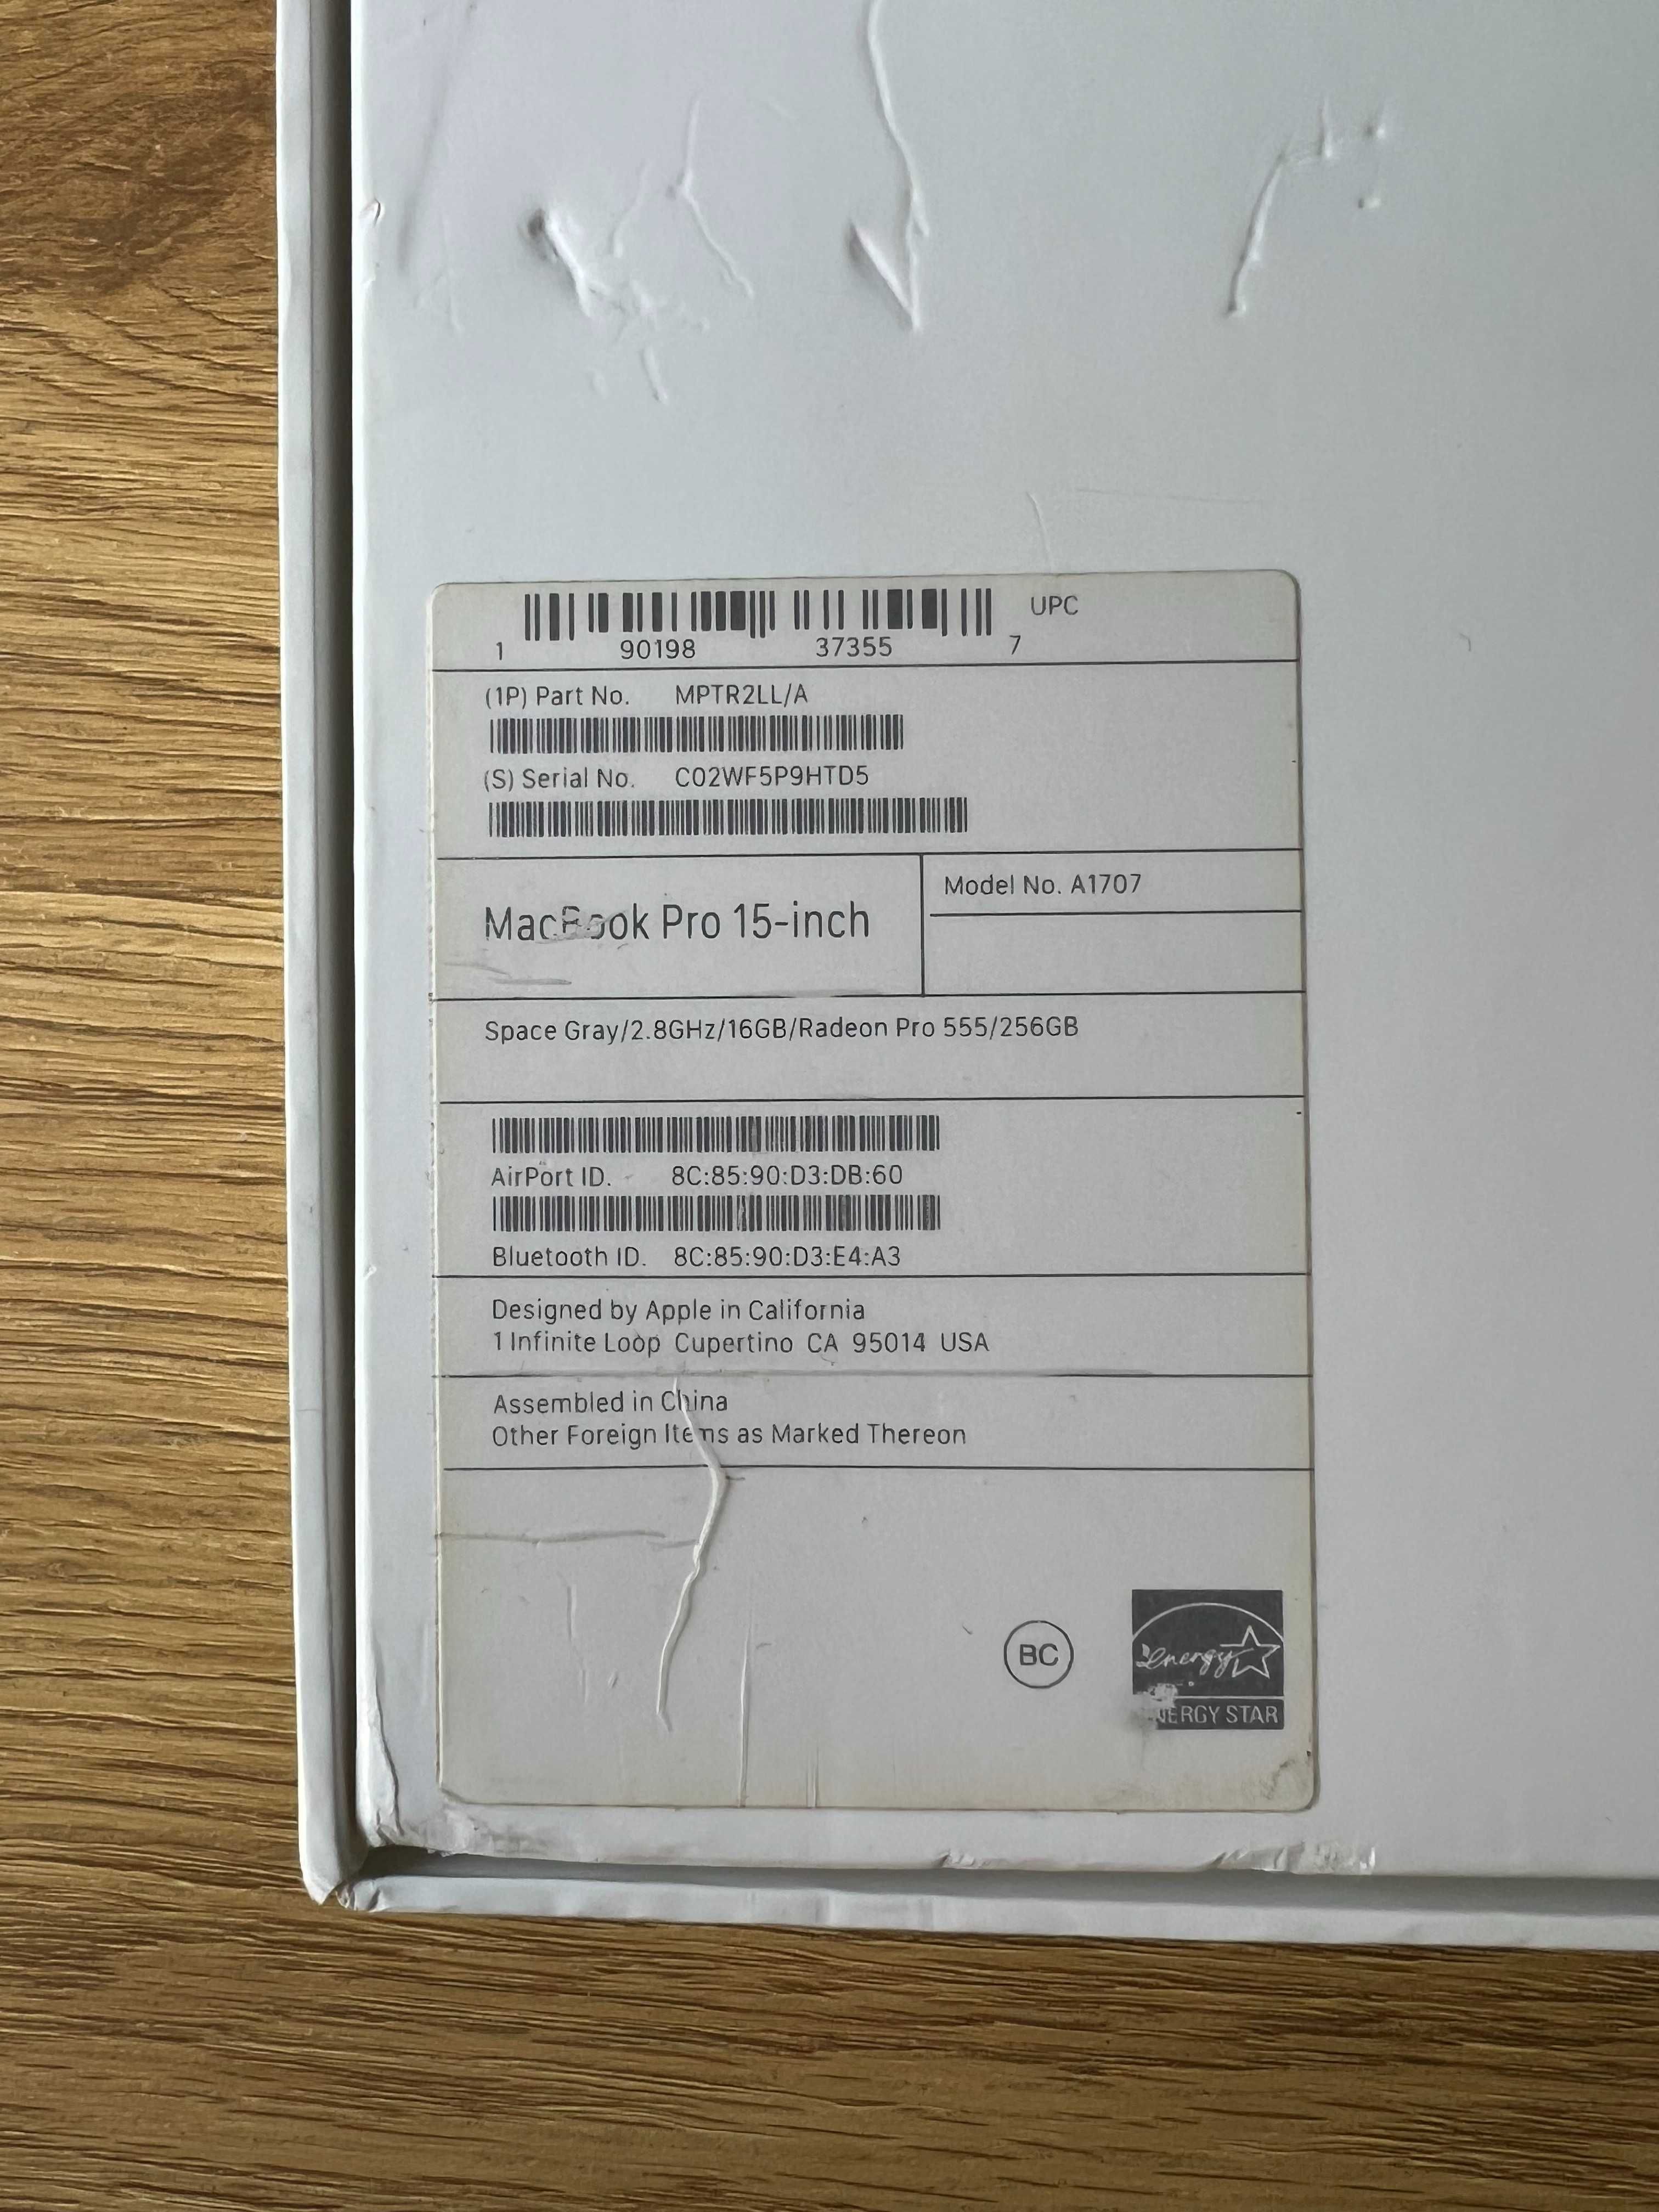 UPC
1 90198 37355 7
(1P) Part No. MPTR2LL/A
(S) Serial No. C02WF5P9HTD5
MacBook Pro 15-inch
Model No. A1707
Space Gray/2.8GHz/16GB/Radeon Pro 555/256GB
AirPort ID. 8C:85:90:D3:DB:60
Bluetooth ID. 8C:85:90:D3:E4:A3
Designed by Apple in California
1 Infinite Loop Cupertino CA 95014 USA
Assembled in China
Other Foreign Items as Marked Thereon
BC
energy
ENERGY STAR